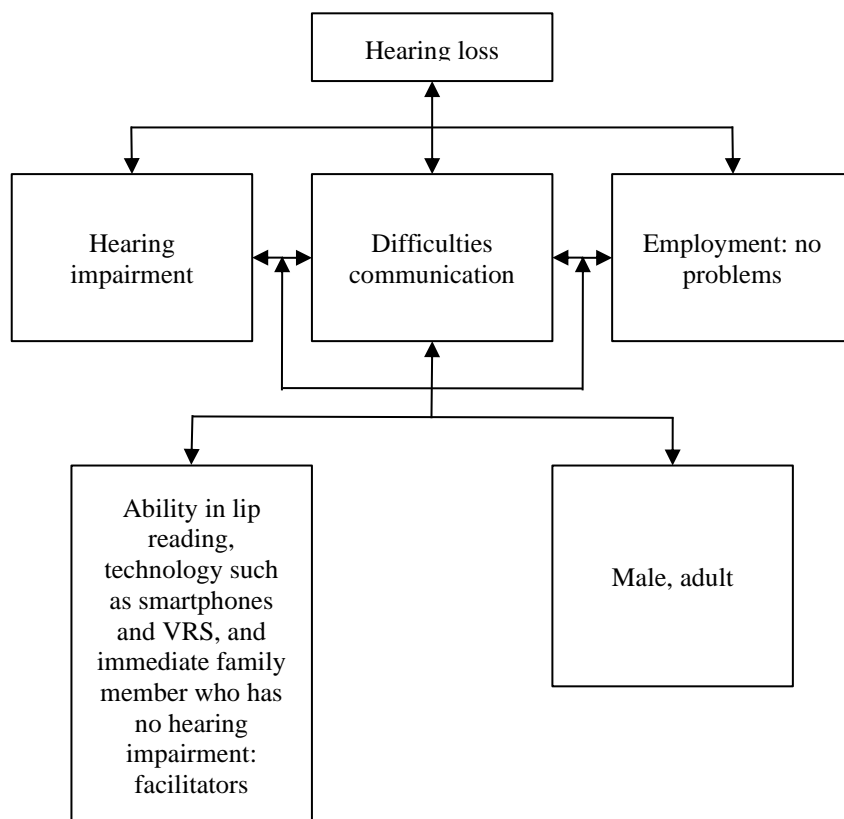 Hearing loss
Hearing
impairment
Difficulties
communication
Employment: no
problems
Ability in lip
reading,
technology such
as smartphones
and VRS, and
immediate family
member who has
no hearing
impairment:
facilitators
Male, adult